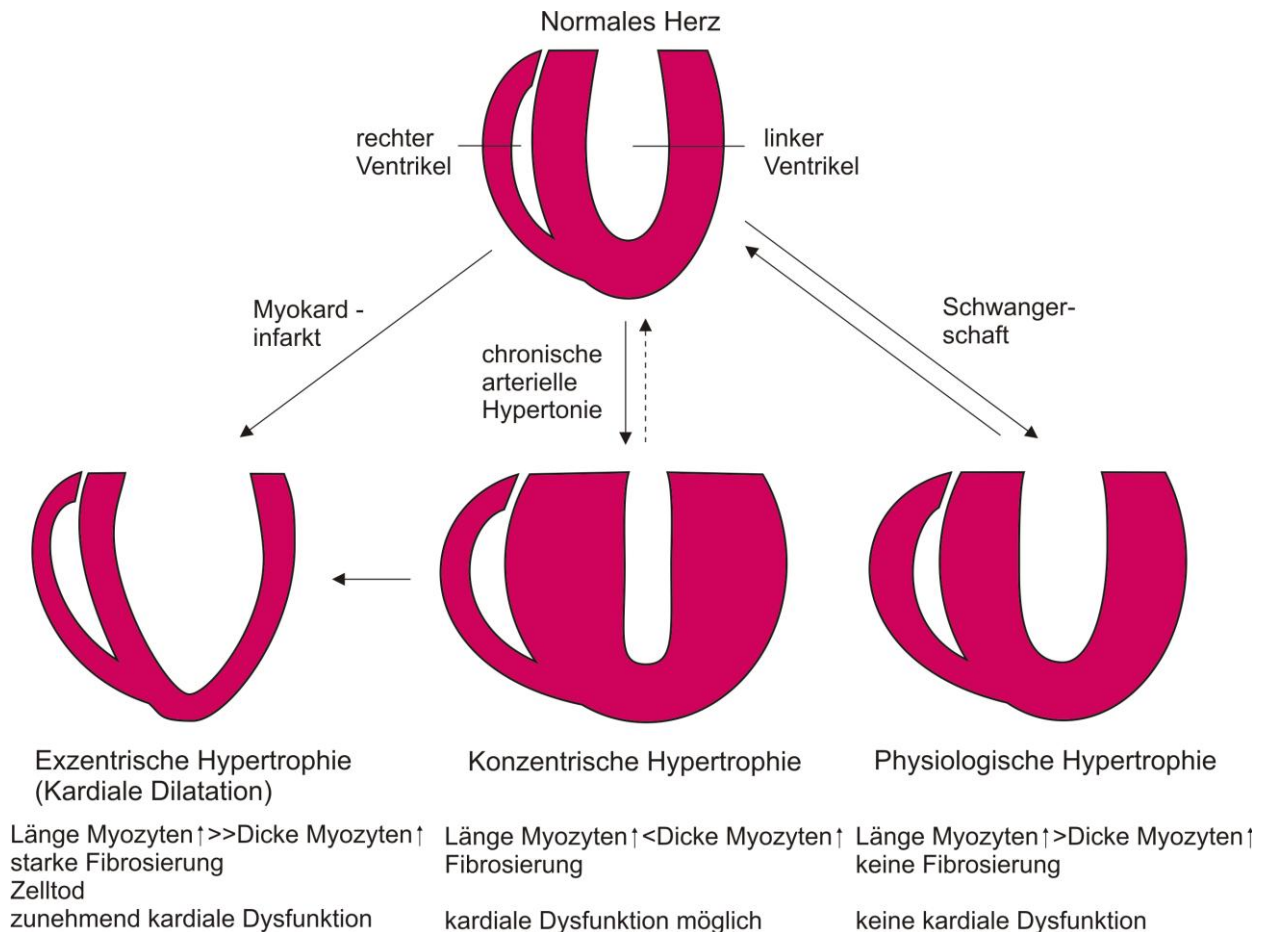 Normales Herz
rechter
Ventrikel
linker
Ventrikel
Myokard -
infarkt
chronische
arterielle
Hypertonie
Schwanger-
schaft
Exzentrische Hypertrophie
(Kardiale Dilatation)
Länge Myozyten↑>>Dicke Myozyten↑
starke Fibrosierung
Zelltod
zunehmend kardiale Dysfunktion
Konzentrische Hypertrophie
Länge Myozyten↑<Dicke Myozyten↑
Fibrosierung
kardiale Dysfunktion möglich
Physiologische Hypertrophie
Länge Myozyten↑>Dicke Myozyten↑
keine Fibrosierung
keine kardiale Dysfunktion